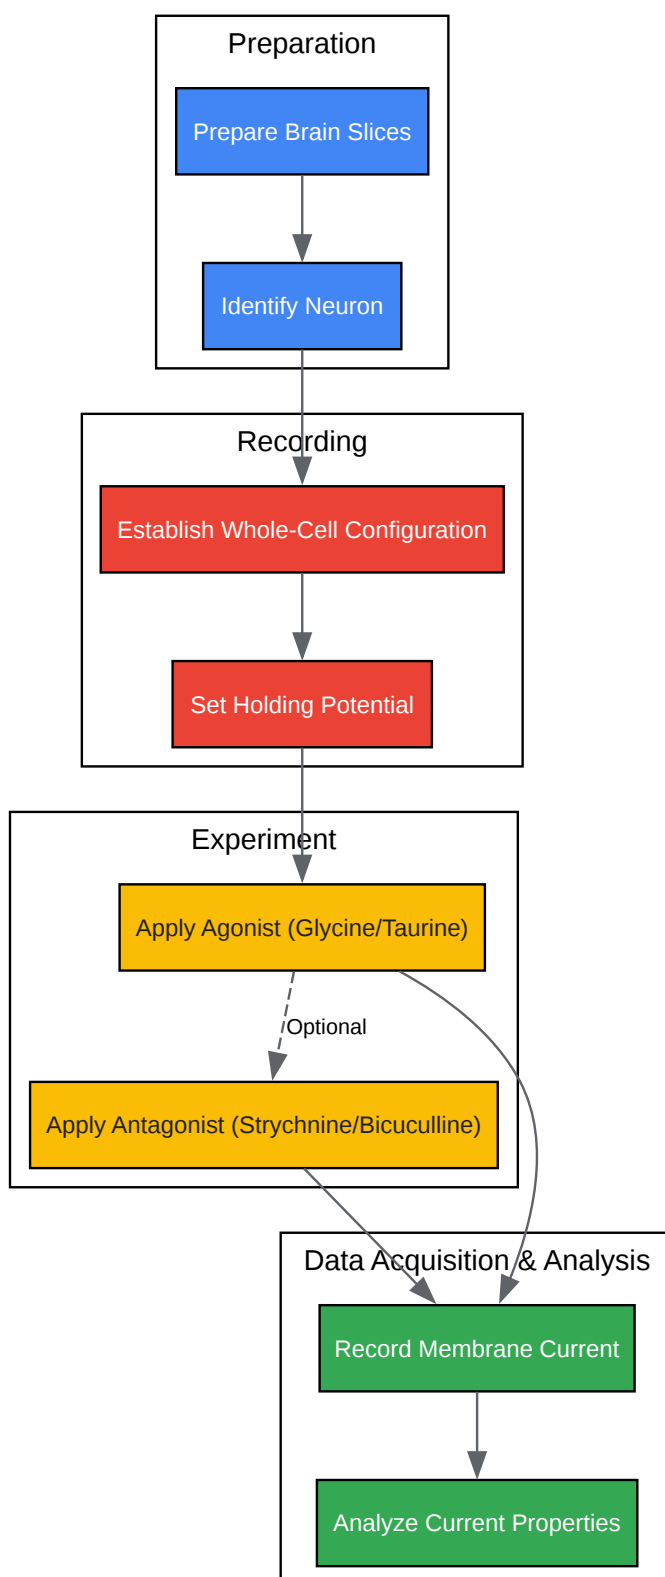 Preparation
Prepare Brain Slices
Identify Neuron
Recording
Establish Whole-Cell Configuration
Set Holding Potential
Experiment
Apply Agonist (Glycine/Taurine)
Optional
Apply Antagonist (Strychnine/Bicuculline)
Data Acquisition & Analysis
Record Membrane Current
Analyze Current Properties